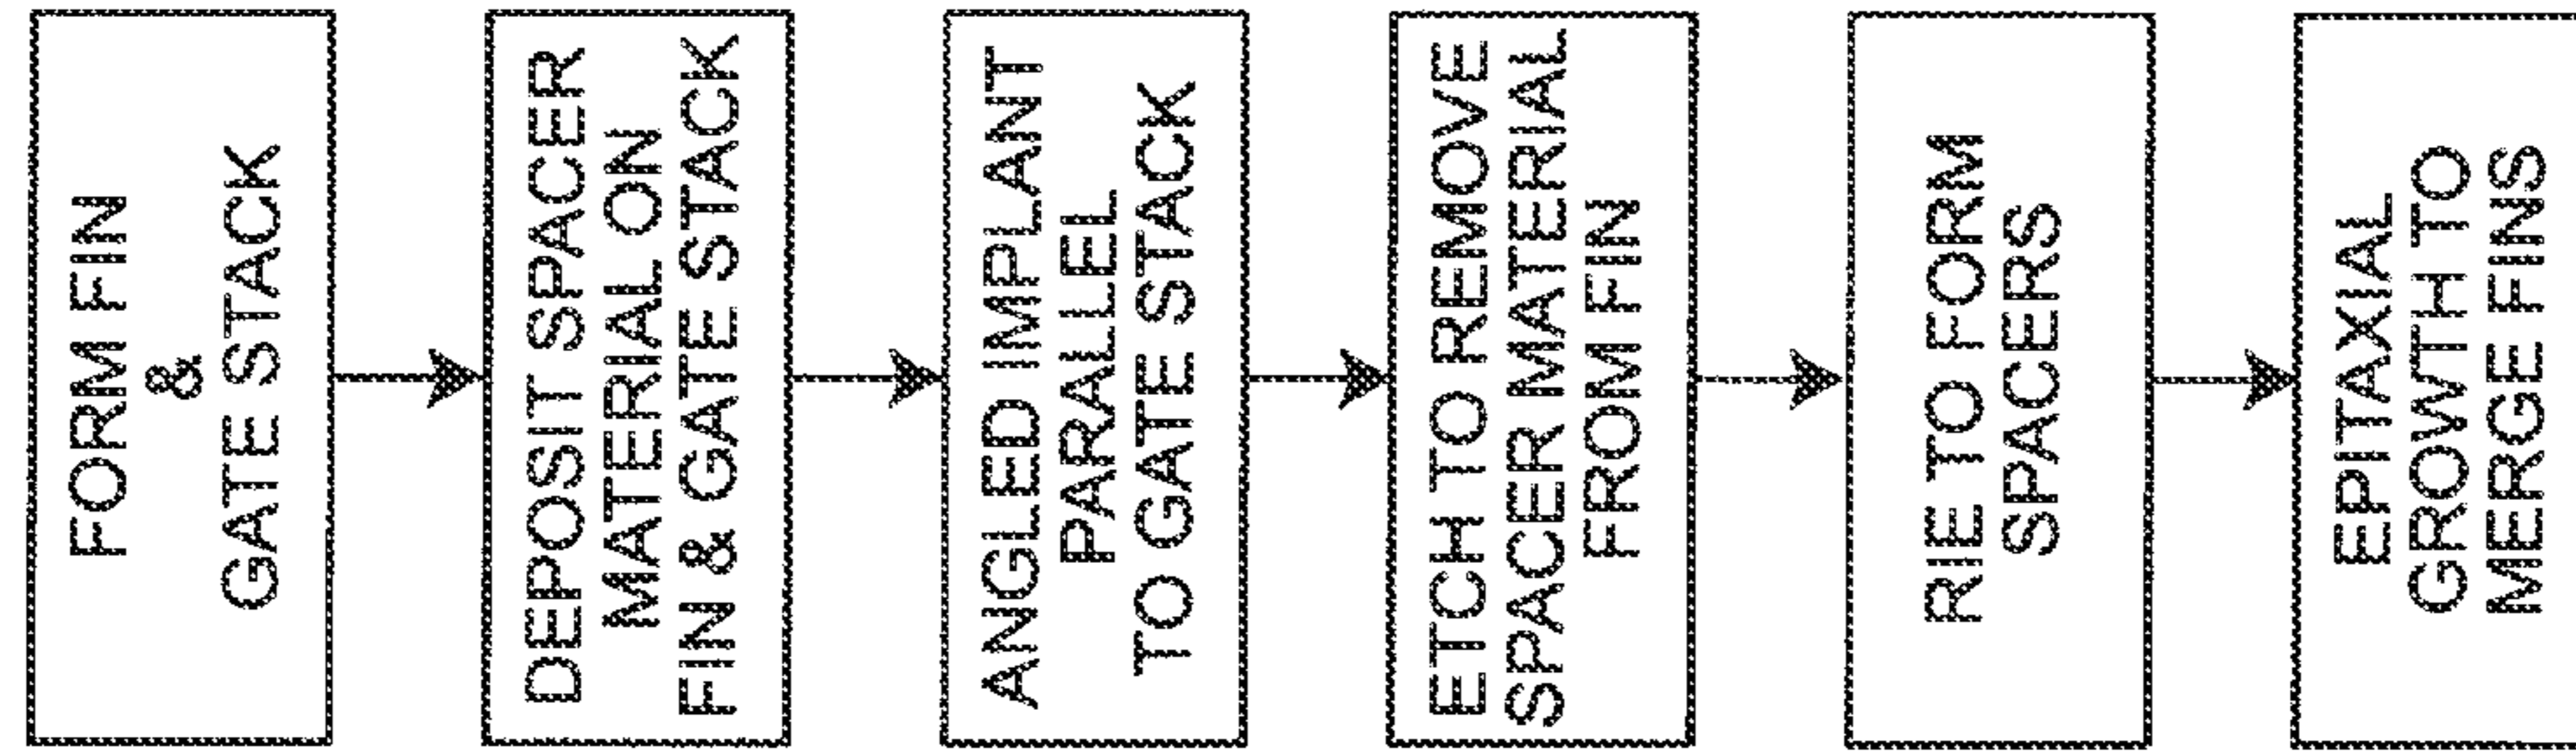 FORM FIN
&
GATE STACK
DEPOSIT SPACER
MATERIAL ON
FIN & GATE STACK
ANGLED IMPLANT
PARALLEL
TO GATE STACK
ETCH TO REMOVE
SPACER MATERIAL
FROM FIN
RIE TO FORM
SPACERS
EPITAXIAL
GROWTH TO
MERGE FINS